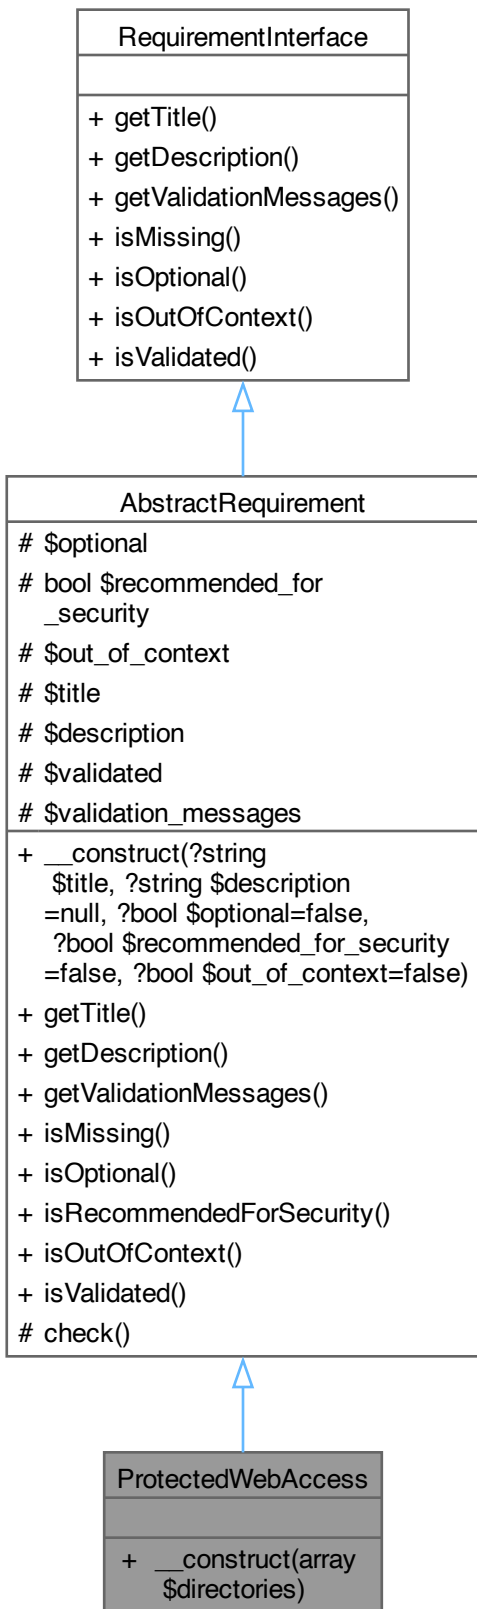 RequirementInterface
+ getTitle()
+ getDescription()
+ getValidationMessages()
+ isMissing()
+ isOptional()
+ isOutOfContext()
+ isValidated()
AbstractRequirement
# $optional
# bool $recommended_for
_security
# $out_of_context
# $title
# $description
# $validated
# $validation_messages
+ __construct(?string
$title, ?string $description
=null, ?bool $optional=false,
?bool $recommended_for_security
=false, ?bool $out_of_context=false)
+ getTitle()
+ getDescription()
+ getValidationMessages()
+ isMissing()
+ isOptional()
+ isRecommendedForSecurity()
+ isOutOfContext()
+ isValidated()
# check()
ProtectedWebAccess
+ __construct(array
$directories)